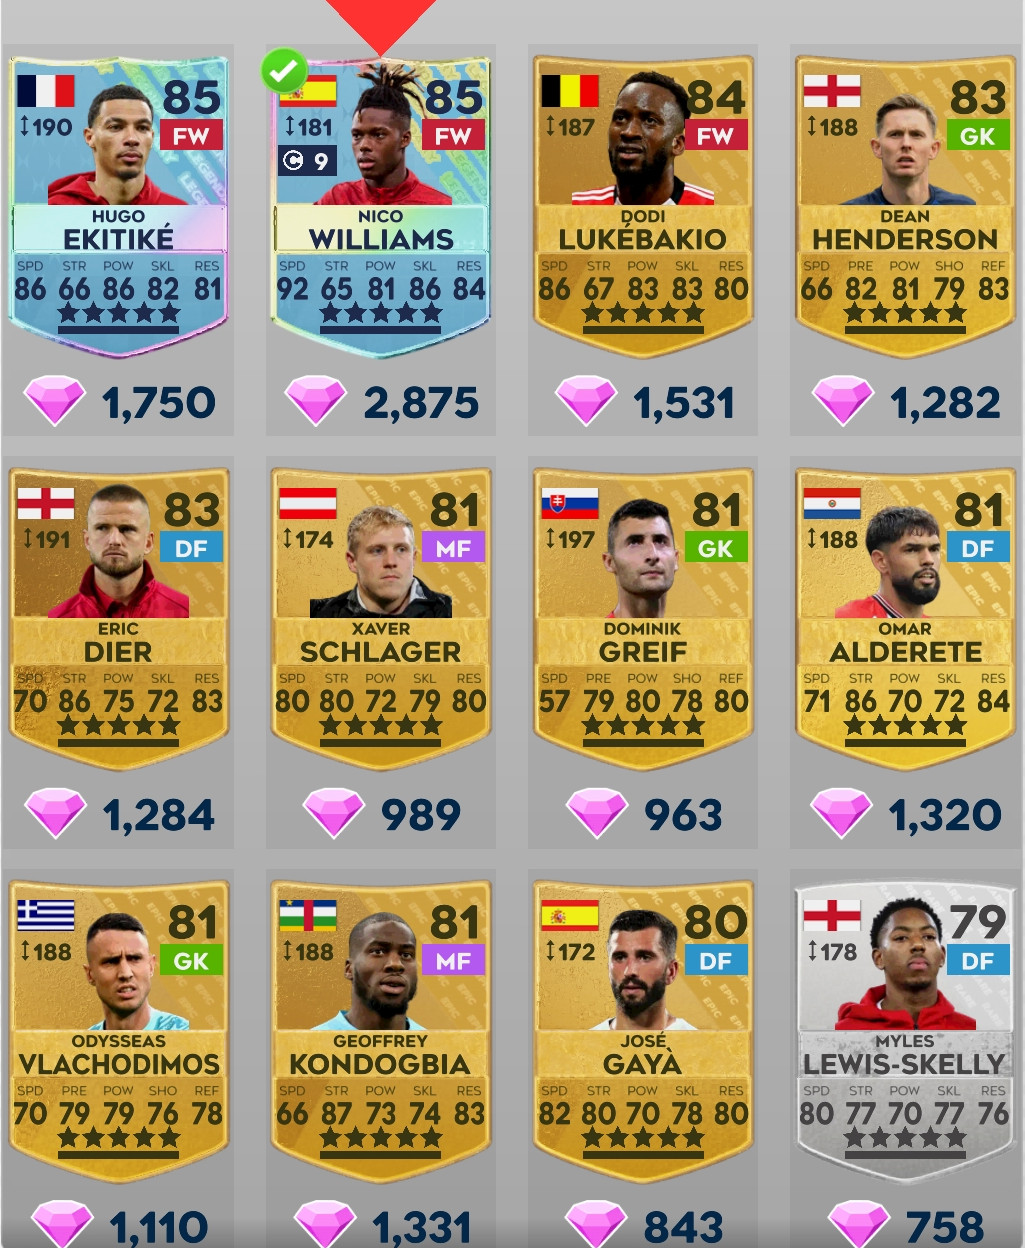 85
↕190
FW
HUGO
EKITIKÉ
SPD STR POW SKL RES
86 66 86 82 81
1,750
85
↕181
FW
C 9
NICO
WILLIAMS
SPD STR POW SKL RES
92 65 81 86 84
2,875
84
↕187
FW
DODI
LUKÉBAKIO
SPD STR POW SKL RES
86 67 83 83 80
1,531
83
↕188
GK
DEAN
HENDERSON
SPD PRE POW SHO REF
66 82 81 79 83
1,282
83
↕191
DF
ERIC
DIER
SPD STR POW SKL RES
70 86 75 72 83
1,284
81
↕174
MF
XAVER
SCHLAGER
SPD STR POW SKL RES
80 80 72 79 80
989
81
↕197
GK
DOMINIK
GREIF
SPD PRE POW SHO REF
57 79 80 78 80
963
81
↕188
DF
OMAR
ALDERETE
SPD STR POW SKL RES
71 86 70 72 84
1,320
81
↕188
GK
ODYSSEAS
VLACHODIMOS
SPD PRE POW SHO REF
70 79 79 76 78
1,110
81
↕188
MF
GEOFFREY
KONDOGBIA
SPD STR POW SKL RES
66 87 73 74 83
1,331
80
↕172
DF
JOSÉ
GAYÀ
SPD STR POW SKL RES
82 80 70 78 80
843
79
↕178
DF
MYLES
LEWIS-SKELLY
SPD STR POW SKL RES
80 77 70 77 76
758